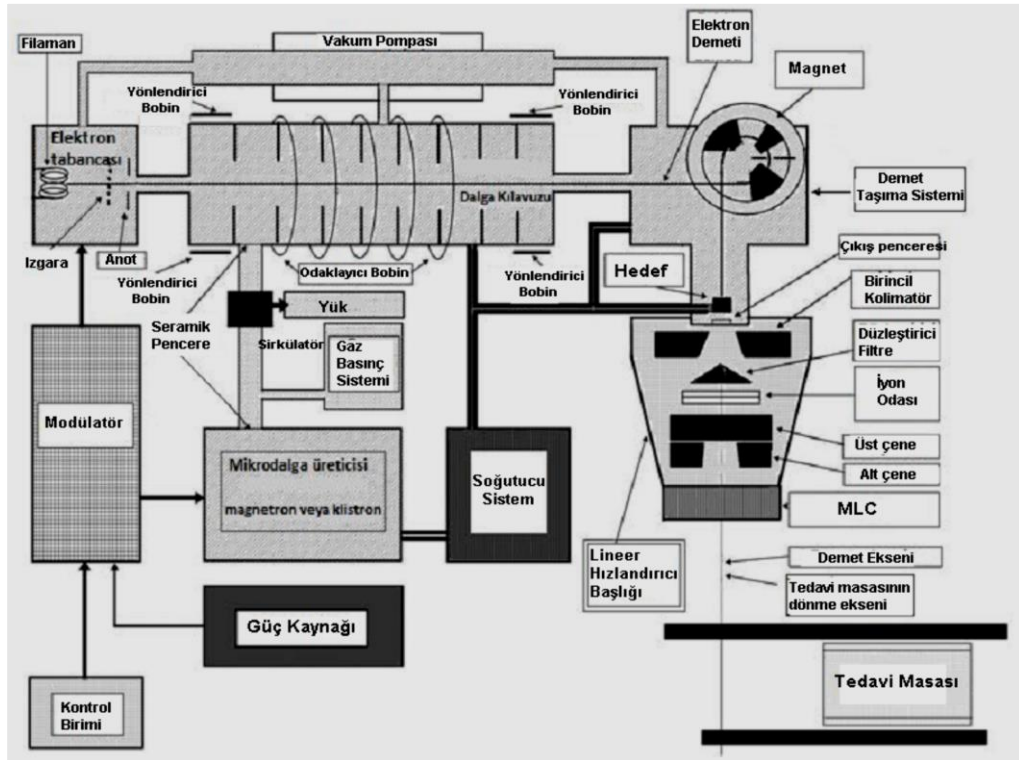 Filaman
Vakum Pompası
Elektron
Demeti
Magnet
Yönlendirici
Bobin
Yönlendirici
Bobin
Elektron
tabancası
Dalga Kılavuzu
Demet
Taşıma Sistemi
Izgara
Anot
Yönlendirici
Bobin
Odaklayıcı Bobin
Yönlendirici
Bobin
Hedef
Çıkış penceresi
Birincil
Kolimatör
Yük
Seramik
Pencere
Sirkülatör
Gaz
Basınç
Sistemi
Düzleştirici
Filtre
İyon
Odası
Modülatör
Mikrodalga üreticisi
magnetron veya klistron
Soğutucu
Sistem
Üst çene
Alt çene
MLC
Lineer
Hızlandırıcı
Başlığı
Demet Ekseni
Tedavi masasının
dönme ekseni
Güç Kaynağı
Kontrol
Birimi
Tedavi Masası